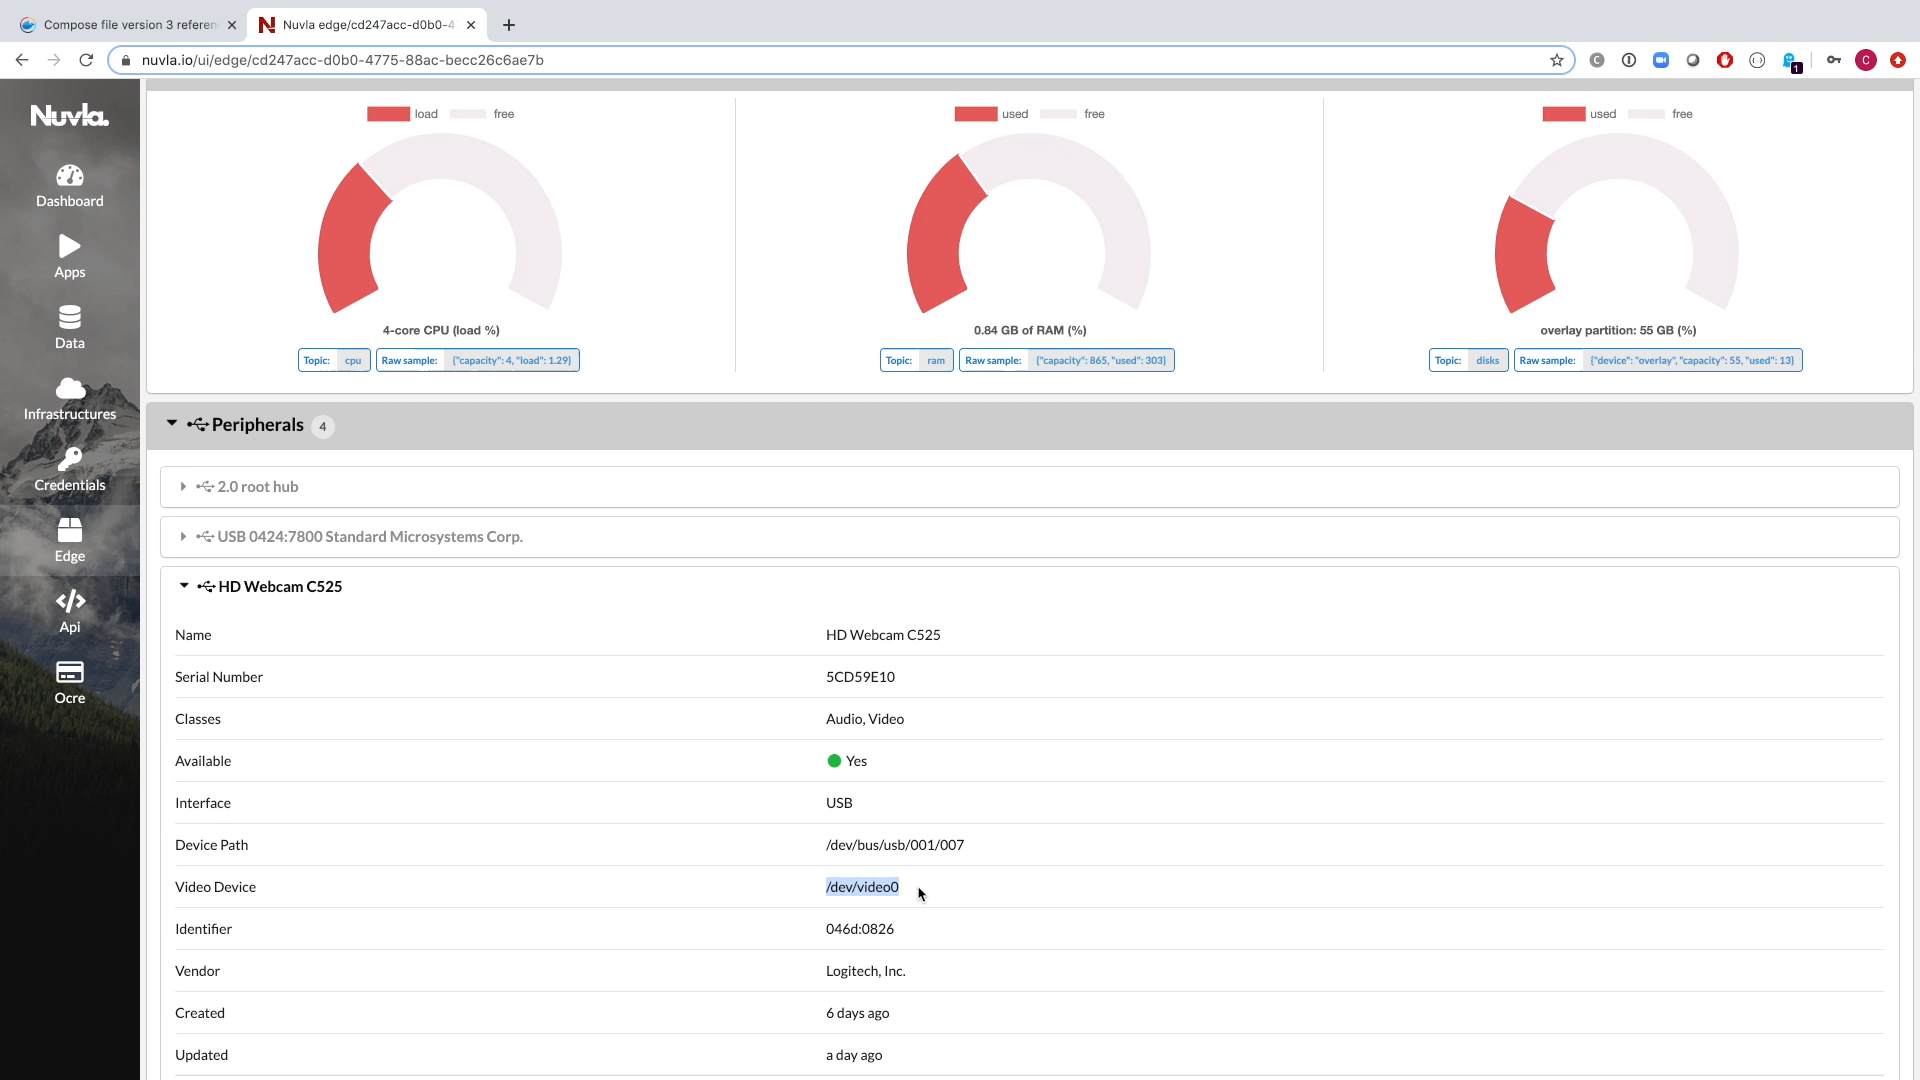 Compose file version 3 referen
Nuvla edge/cd247acc-d0b0-4
nuvla.io/ui/edge/cd247acc-d0b0-4775-88ac-becc26c6ae7b
C
1
Nuvla.
Dashboard
Apps
Data
Infrastructures
Credentials
Edge
Api
Ocre
load free
4-core CPU (load %)
Topic: cpu Raw sample: {"capacity": 4, "load": 1.29}
used free
0.84 GB of RAM (%)
Topic: ram Raw sample: {"capacity": 865, "used": 303}
used free
overlay partition: 55 GB (%)
Topic: disks Raw sample: {"device": "overlay", "capacity": 55, "used": 13}
Peripherals 4
2.0 root hub
USB 0424:7800 Standard Microsystems Corp.
HD Webcam C525
Name HD Webcam C525
Serial Number 5CD59E10
Classes Audio, Video
Available Yes
Interface USB
Device Path /dev/bus/usb/001/007
Video Device /dev/video0
Identifier 046d:0826
Vendor Logitech, Inc.
Created 6 days ago
Updated a day ago